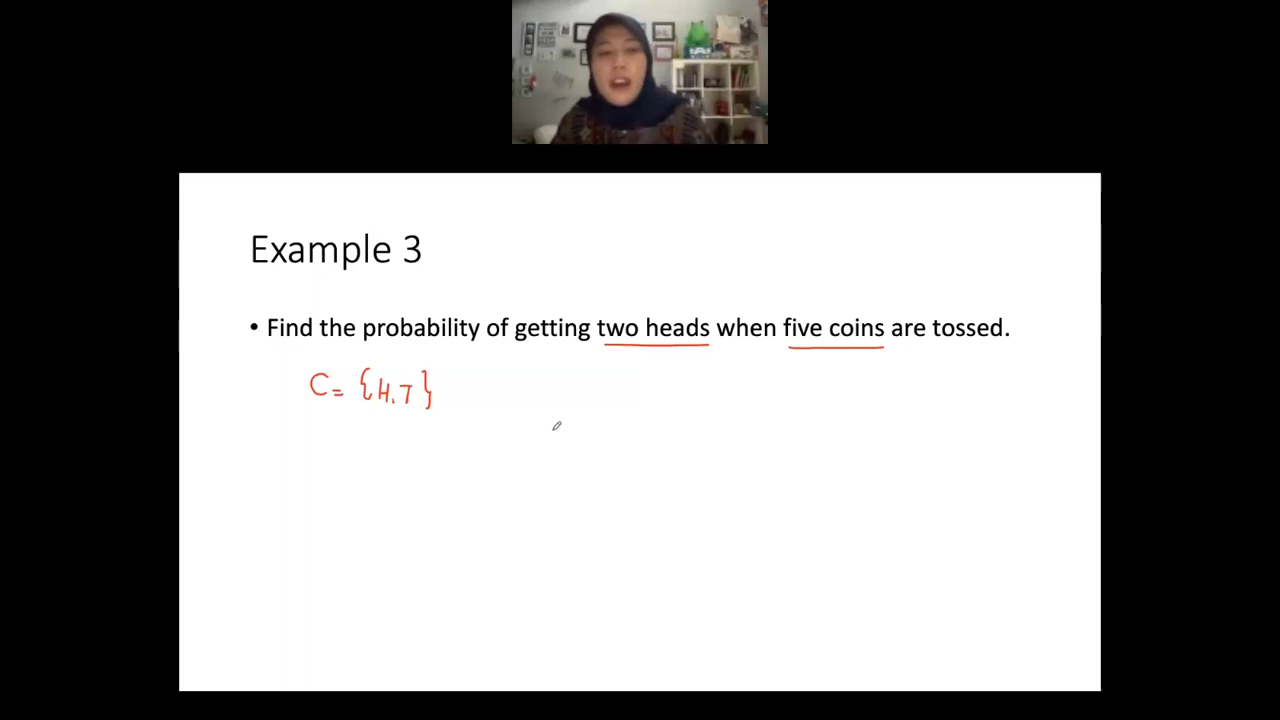 Example 3
• Find the probability of getting two heads when five coins are tossed.
C = {H, T}